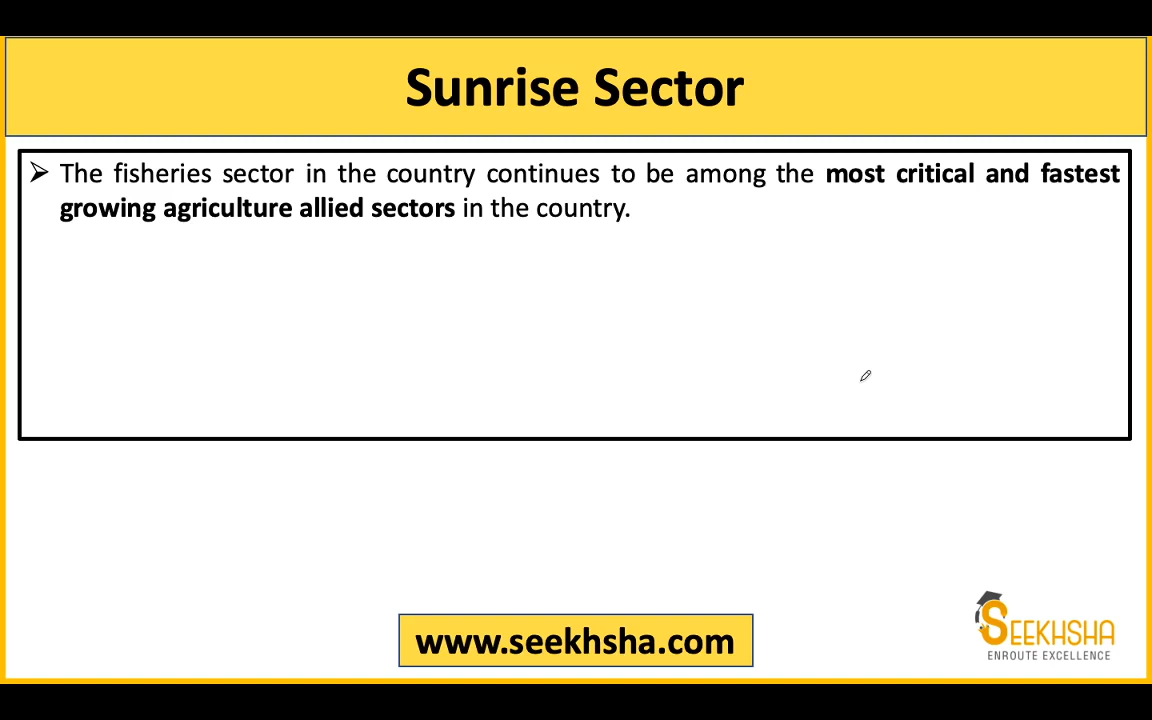 Sunrise Sector
➢ The fisheries sector in the country continues to be among the most critical and fastest
growing agriculture allied sectors in the country.
www.seekhsha.com
SEEKHSHA
ENROUTE EXCELLENCE